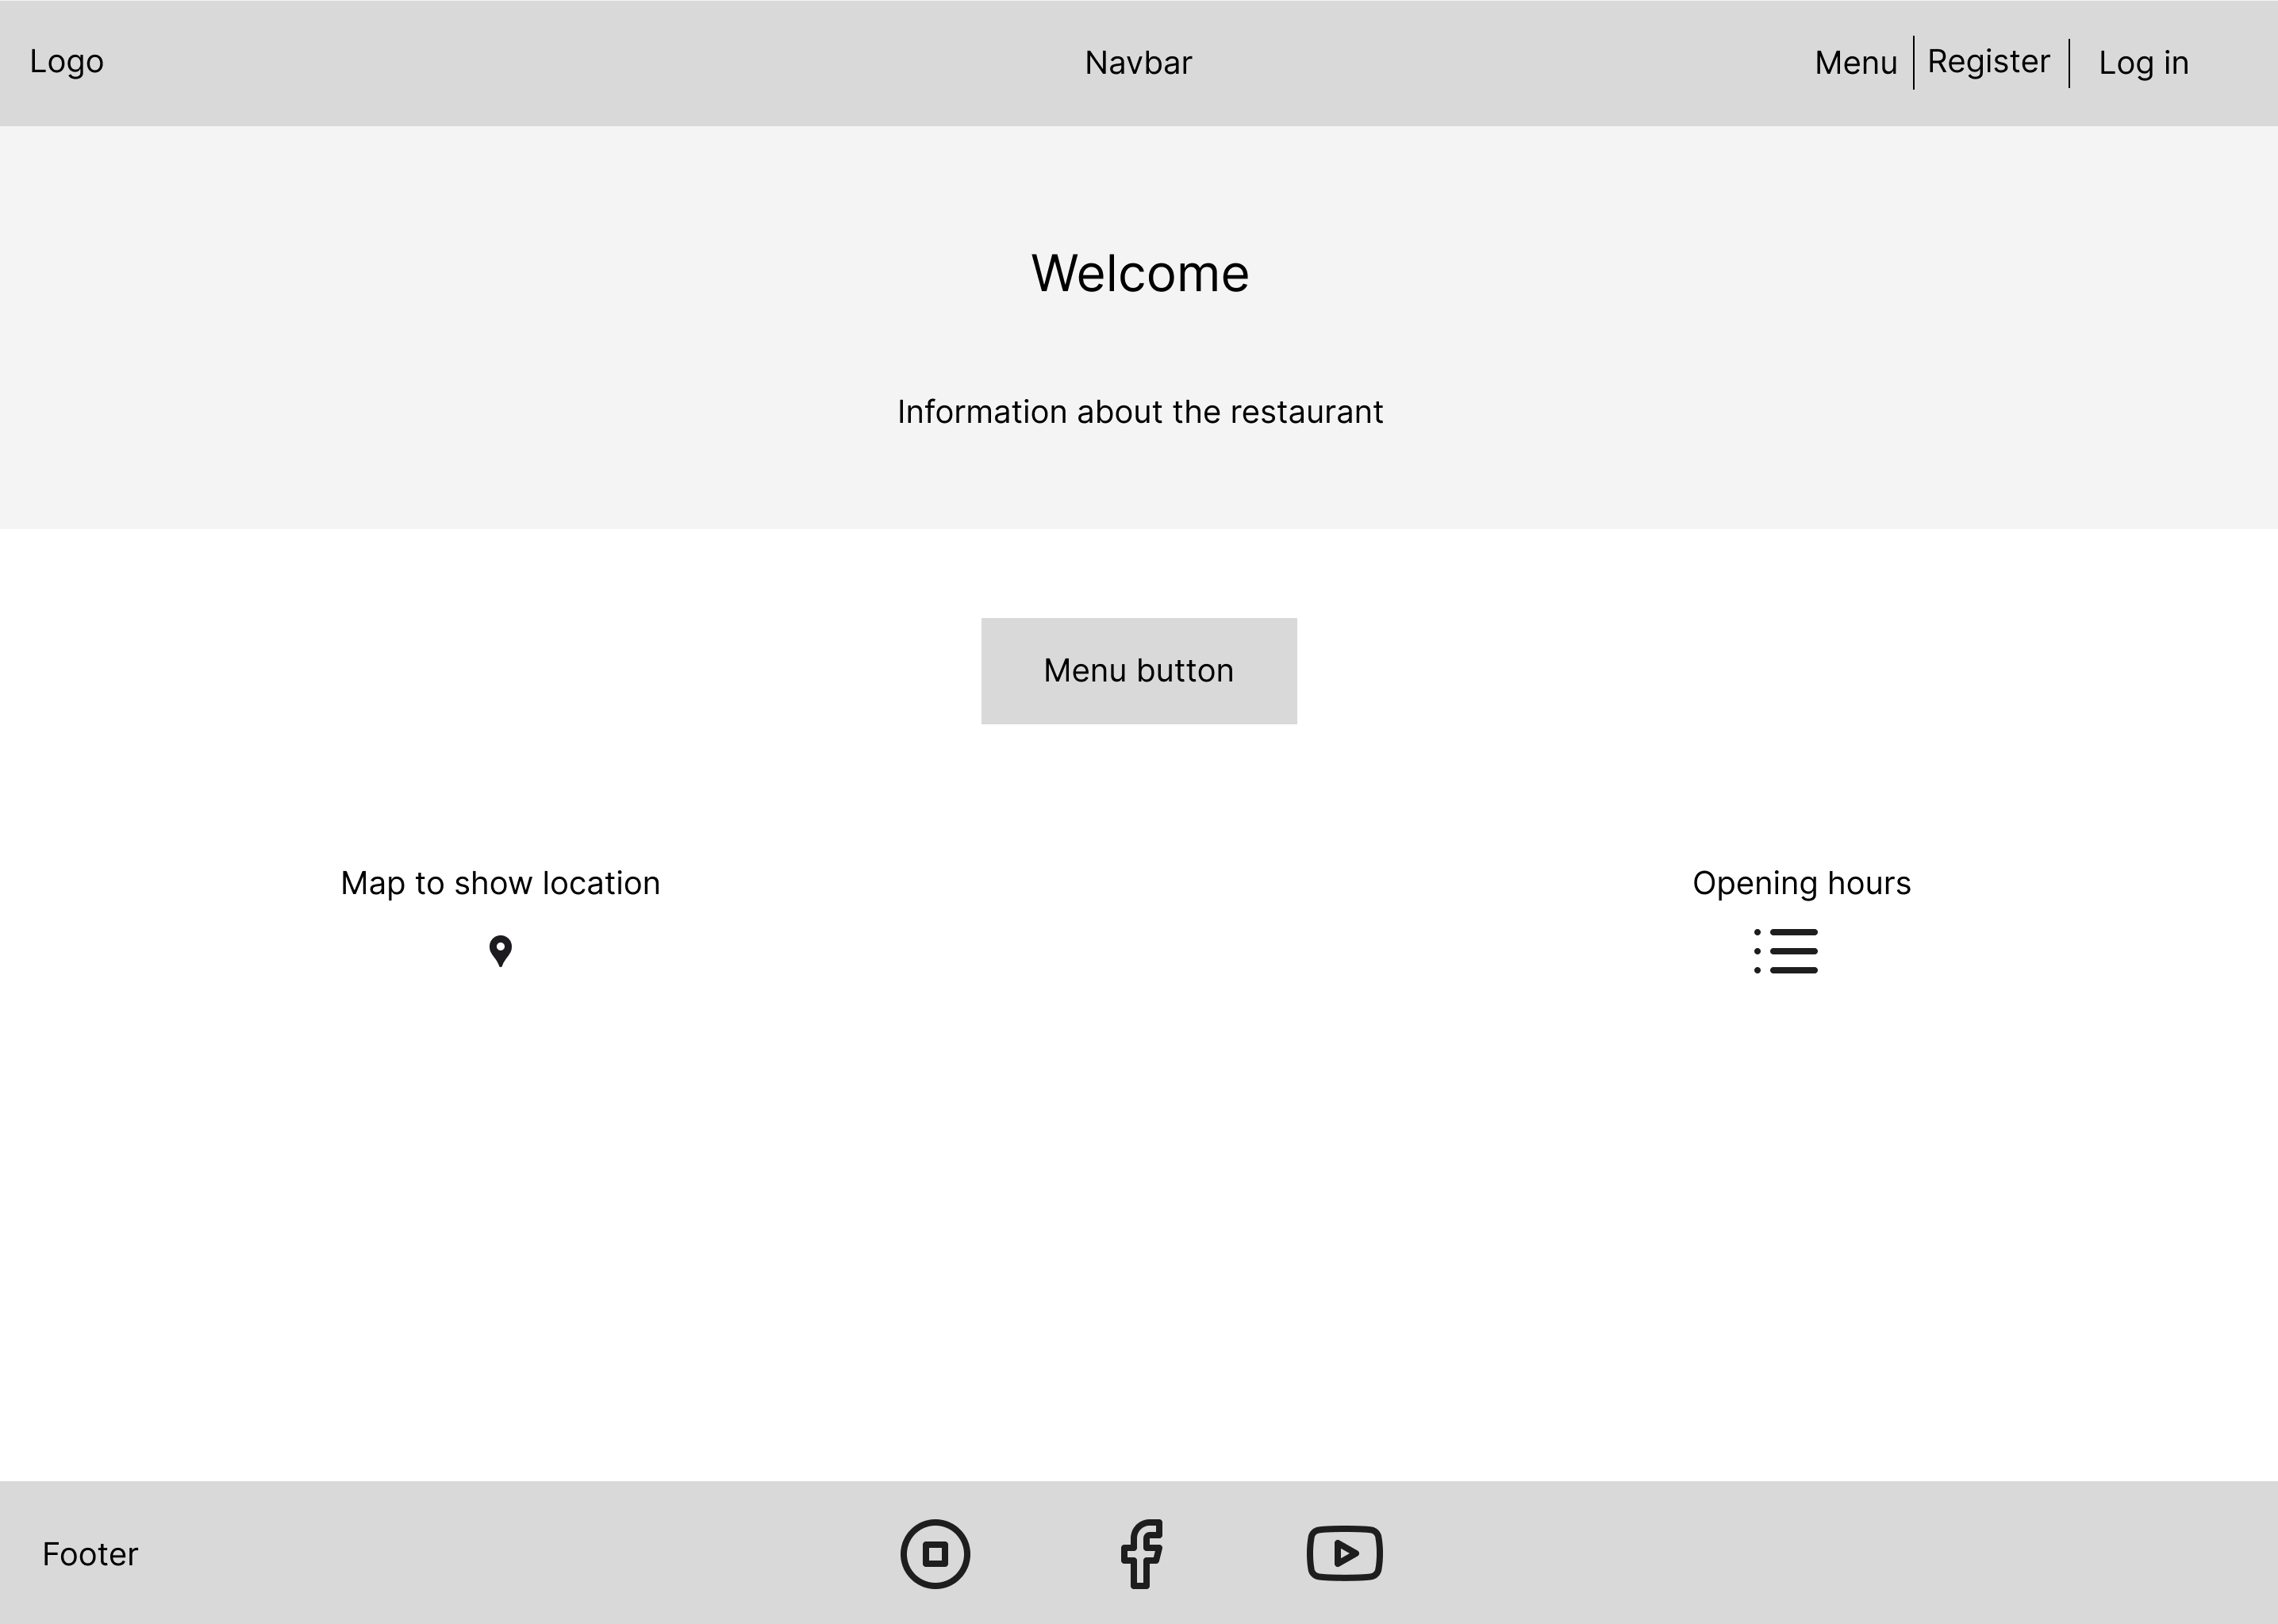 Logo
Navbar
Menu
Register
Log in
Welcome
Information about the restaurant
Menu button
Map to show location
Opening hours
Footer